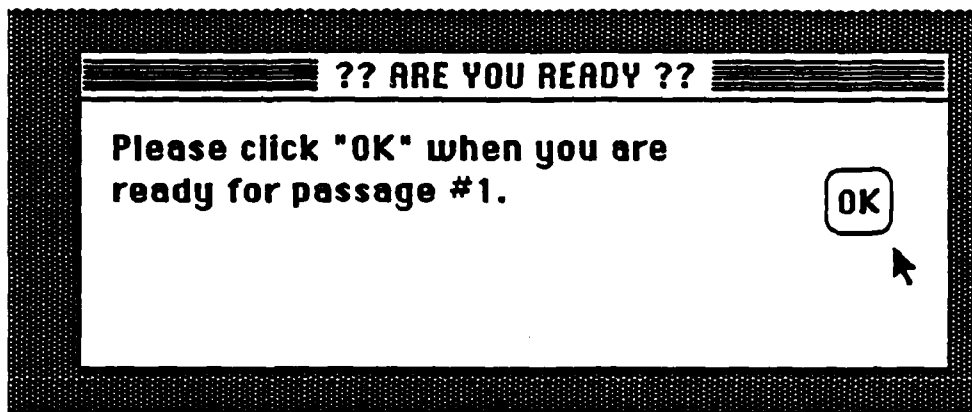 ?? ARE YOU READY ??
Please click "OK" when you are
ready for passage #1.
OK